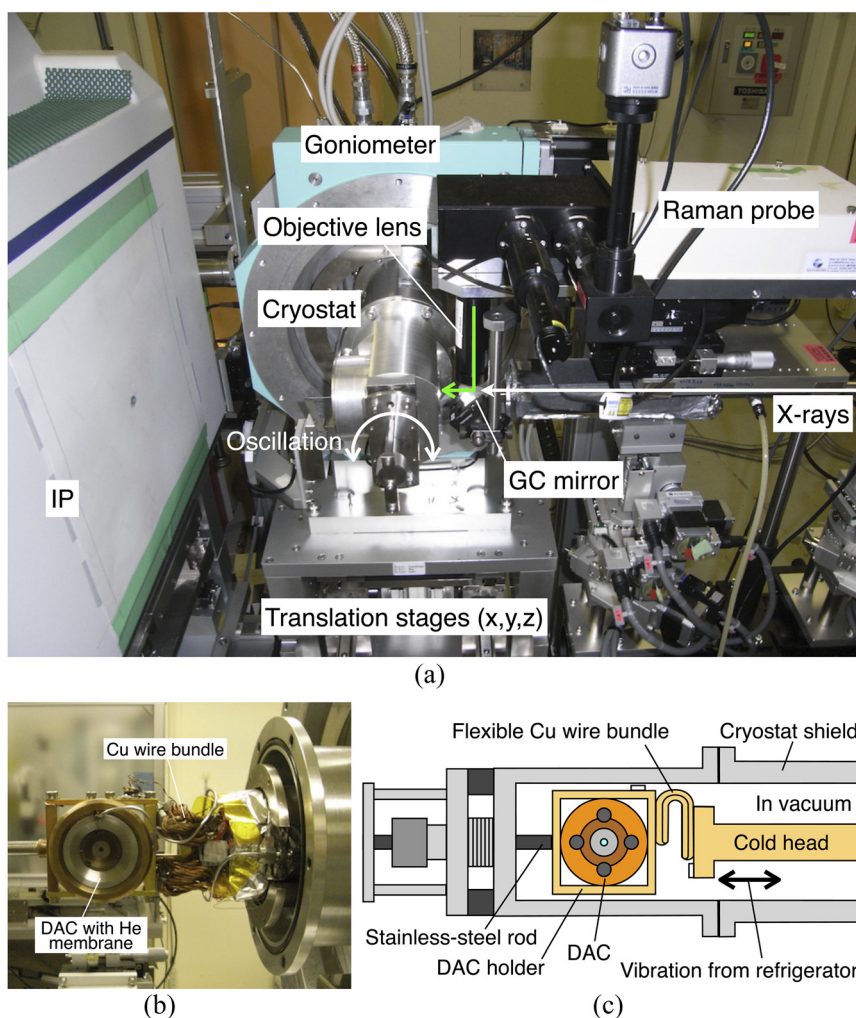 Goniometer
Objective lens
Raman probe
TOSHIBA
Cryostat
X-rays
Oscillation
GC mirror
IP
Translation stages (x,y,z)
(a)
Cu wire bundle
DAC with He
membrane
(b)
Flexible Cu wire bundle
Cryostat shield
In vacuum
Cold head
Stainless-steel rod
DAC
DAC holder
Vibration from refrigerator
(c)